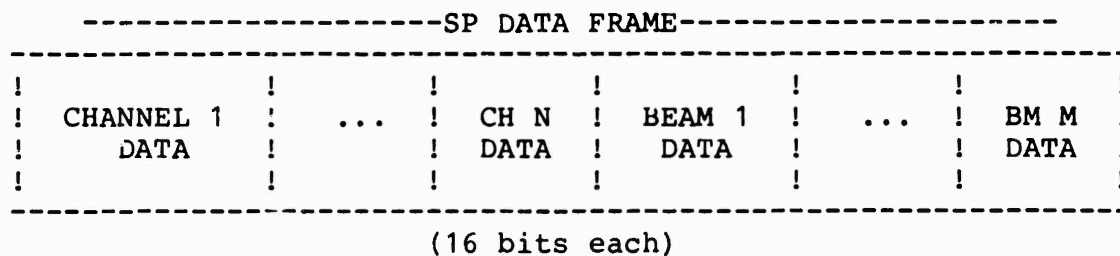 --------------------SP DATA FRAME---------------------
! CHANNEL 1 ! ... ! CH N ! BEAM 1 ! ... ! BM M !
! DATA ! ! DATA ! DATA ! ! DATA !
(16 bits each)